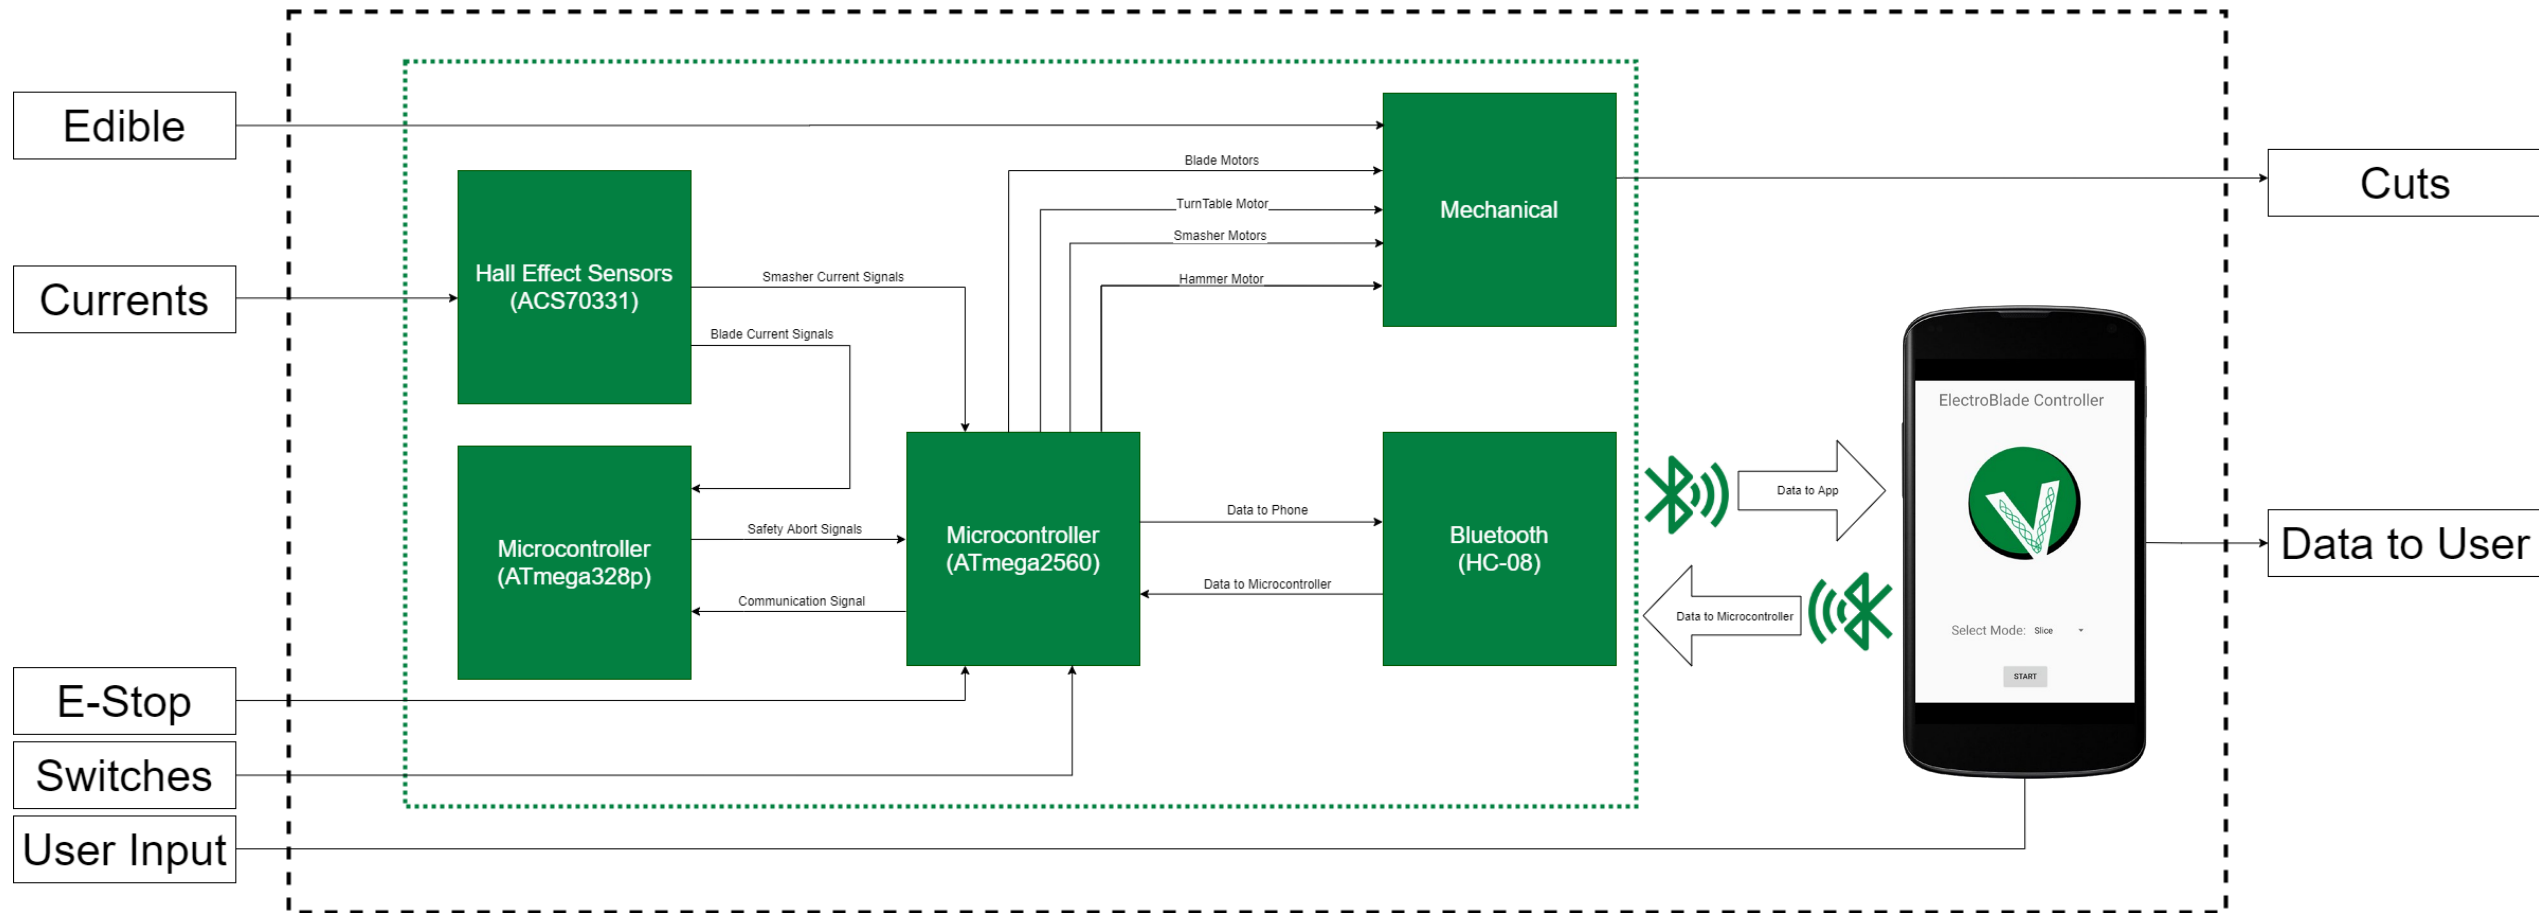 Edible
Currents
E-Stop
Switches
User Input
Hall Effect Sensors
(ACS70331)
Smasher Current Signals
Blade Current Signals
Microcontroller
(ATmega328p)
Safety Abort Signals
Communication Signal
Microcontroller
(ATmega2560)
Blade Motors
TurnTable Motor
Smasher Motors
Hammer Motor
Mechanical
Data to Phone
Data to Microcontroller
Bluetooth
(HC-08)
Data to App
Data to Microcontroller
ElectroBlade Controller
V
Select Mode: Slice
START
Cuts
Data to User